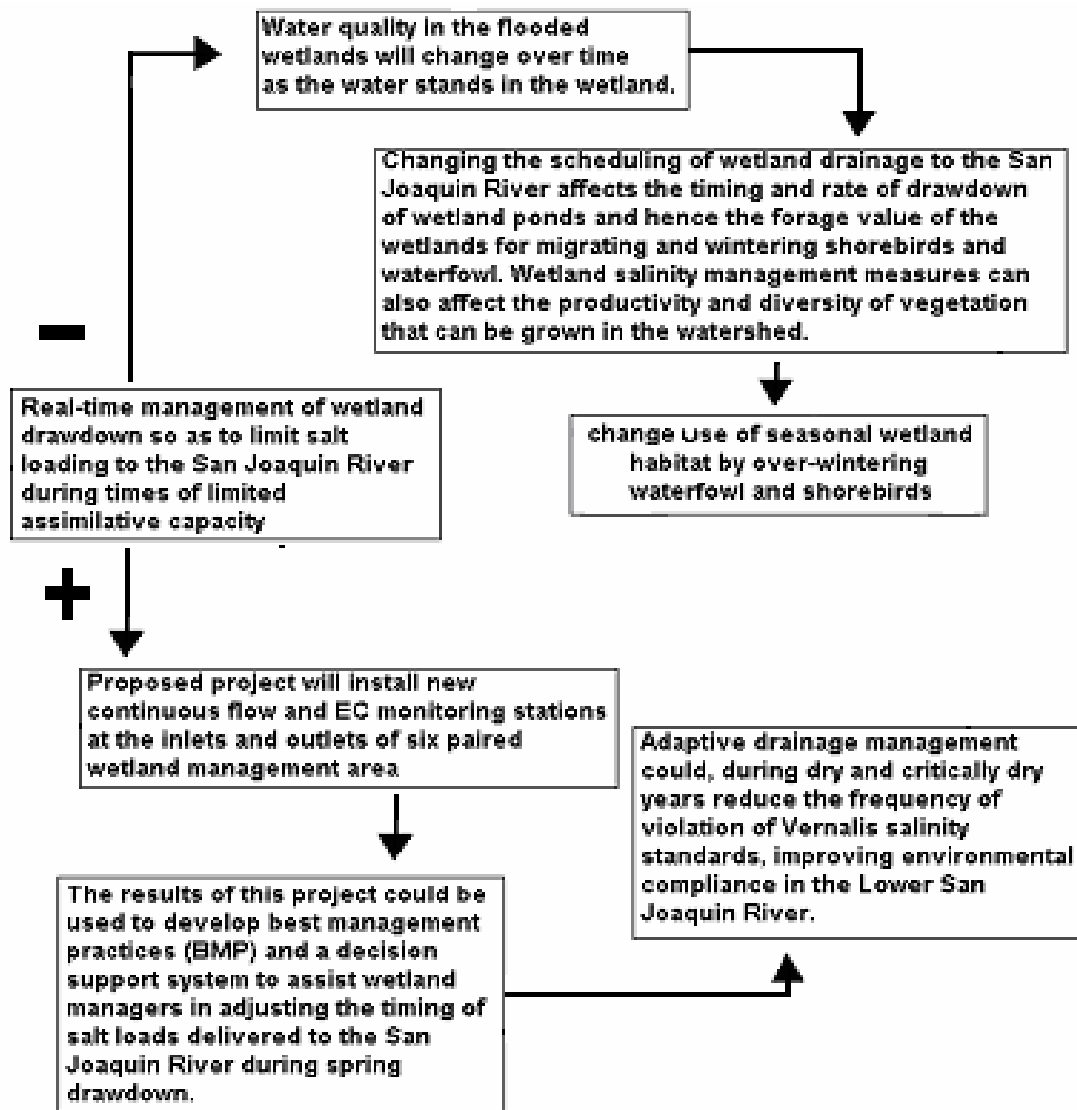 Water quality in the flooded
wetlands will change over time
as the water stands in the wetland.
Changing the scheduling of wetland drainage to the San
Joaquin River affects the timing and rate of drawdown
of wetland ponds and hence the forage value of the
wetlands for migrating and wintering shorebirds and
waterfowl. Wetland salinity management measures can
also affect the productivity and diversity of vegetation
that can be grown in the watershed.
−
Real-time management of wetland
drawdown so as to limit salt
loading to the San Joaquin River
during times of limited
assimilative capacity
change use of seasonal wetland
habitat by over-wintering
waterfowl and shorebirds
+
Proposed project will install new
continuous flow and EC monitoring stations
at the inlets and outlets of six paired
wetland management area
The results of this project could be
used to develop best management
practices (BMP) and a decision
support system to assist wetland
managers in adjusting the timing of
salt loads delivered to the San
Joaquin River during spring
drawdown.
Adaptive drainage management
could, during dry and critically dry
years reduce the frequency of
violation of Vernalis salinity
standards, improving environmental
compliance in the Lower San
Joaquin River.